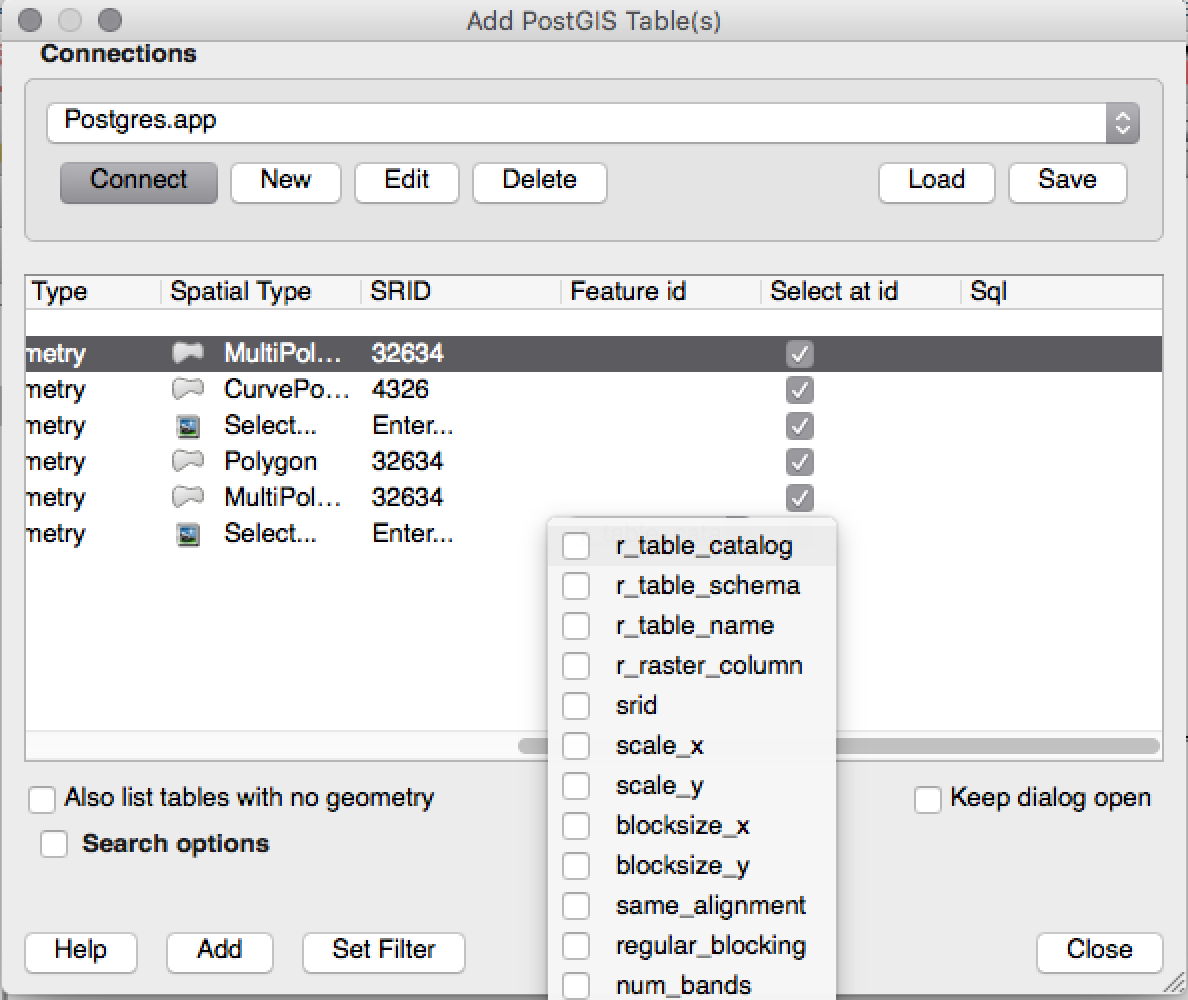 Add PostGIS Table(s)
Connections
Postgres.app
Connect New Edit Delete Load Save
Type Spatial Type SRID Feature id Select at id Sql
metry MultiPol... 32634
metry CurvePo... 4326
metry Select... Enter...
metry Polygon 32634
metry MultiPol... 32634
metry Select... Enter...
r_table_catalog
r_table_schema
r_table_name
r_raster_column
srid
scale_x
scale_y
blocksize_x
blocksize_y
same_alignment
regular_blocking
num_bands
Also list tables with no geometry Keep dialog open
Search options
Help Add Set Filter Close